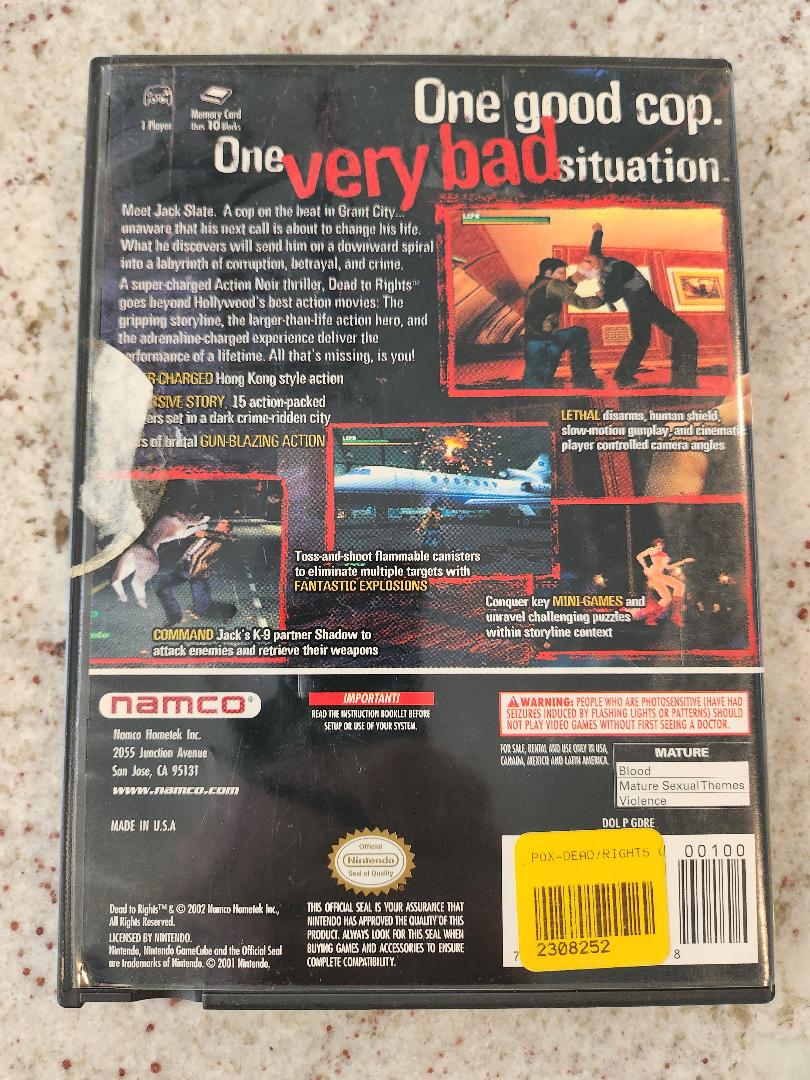 One good cop.
One very bad situation.
1 Player
Memory Card
Uses 10 Blocks
Meet Jack Slate. A cop on the beat in Grant City...
unaware that his next call is about to change his life.
What he discovers will send him on a downward spiral
into a labyrinth of corruption, betrayal, and crime.
A super-charged Action Noir thriller, Dead to Rights™
goes beyond Hollywood's best action movies: The
gripping storyline, the larger-than-life action hero, and
the adrenaline-charged experience deliver the
performance of a lifetime. All that's missing, is you!
R-CHARGED Hong Kong style action
SIVE STORY, 15 action-packed
ers set in a dark crime-ridden city
rs of brutal GUN-BLAZING ACTION
LIFE
LETHAL disarms, human shield,
slow-motion gunplay, and cinematic
player controlled camera angles
LIFE
Toss-and-shoot flammable canisters
to eliminate multiple targets with
FANTASTIC EXPLOSIONS
Conquer key MINI-GAMES and
unravel challenging puzzles
within storyline context
COMMAND Jack's K-9 partner Shadow to
attack enemies and retrieve their weapons
namco®
Namco Hometek Inc.
2055 Junction Avenue
San Jose, CA 95131
www.namco.com
MADE IN U.S.A
IMPORTANT!
READ THE INSTRUCTION BOOKLET BEFORE
SETUP OR USE OF YOUR SYSTEM.
WARNING: PEOPLE WHO ARE PHOTOSENSITIVE (HAVE HAD
SEIZURES INDUCED BY FLASHING LIGHTS OR PATTERNS) SHOULD
NOT PLAY VIDEO GAMES WITHOUT FIRST SEEING A DOCTOR.
FOR SALE, RENTAL AND USE ONLY IN USA,
CANADA, MEXICO AND LATIN AMERICA.
MATURE
Blood
Mature Sexual Themes
Violence
DOL P GDRE
POX-DEAD/RIGHTS (
2308252
00100
7
8
Official
Nintendo
Seal of Quality
Dead to Rights™ & © 2002 Namco Hometek Inc.,
All Rights Reserved.
LICENSED BY NINTENDO.
Nintendo, Nintendo GameCube and the Official Seal
are trademarks of Nintendo. © 2001 Nintendo.
THIS OFFICIAL SEAL IS YOUR ASSURANCE THAT
NINTENDO HAS APPROVED THE QUALITY OF THIS
PRODUCT. ALWAYS LOOK FOR THIS SEAL WHEN
BUYING GAMES AND ACCESSORIES TO ENSURE
COMPLETE COMPATIBILITY.